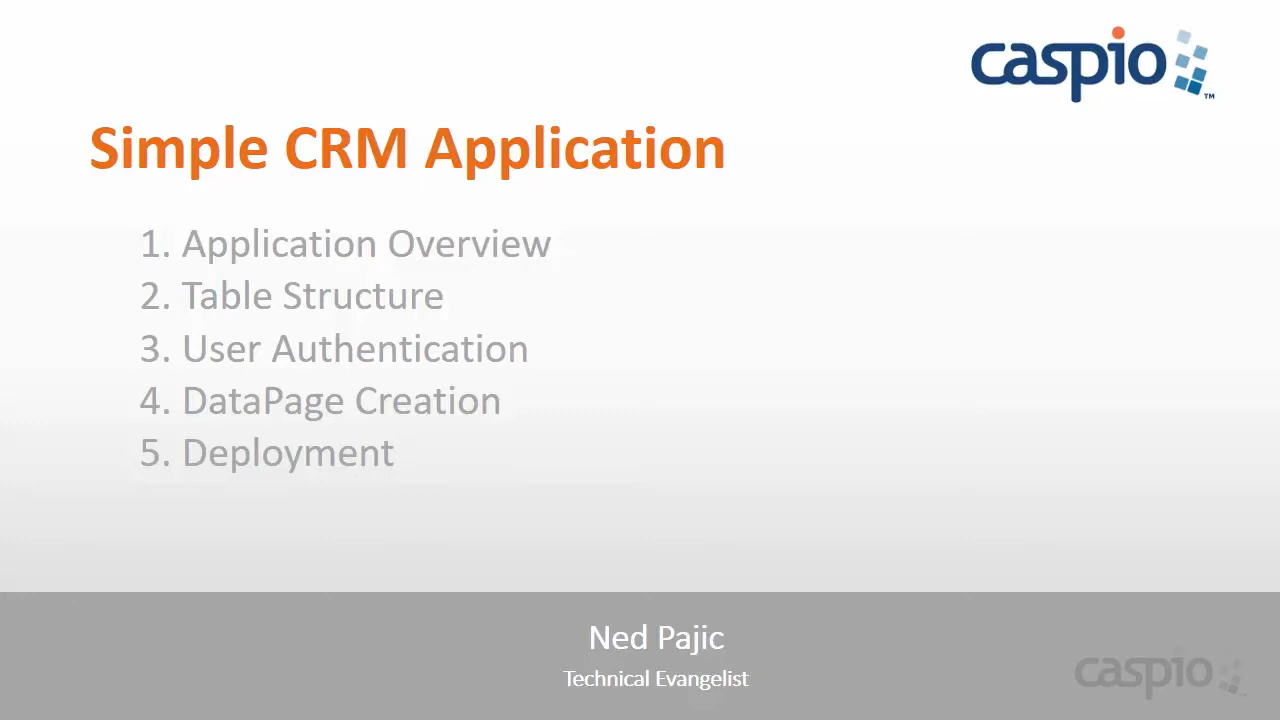 caspio™
Simple CRM Application
1. Application Overview
2. Table Structure
3. User Authentication
4. DataPage Creation
5. Deployment
Ned Pajic
Technical Evangelist
caspio